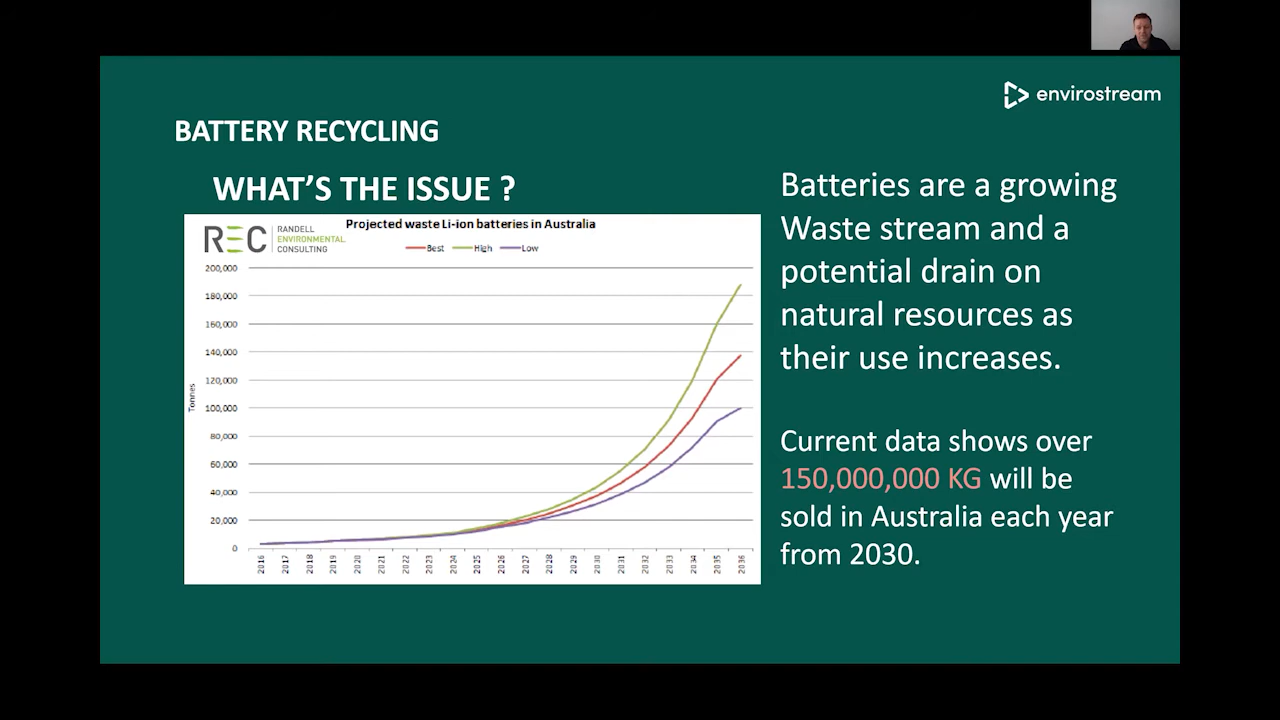 envirostream
BATTERY RECYCLING
WHAT'S THE ISSUE ?
REC
RANDELL
ENVIRONMENTAL
CONSULTING
Projected waste Li-ion batteries in Australia
Best High Low
200,000
180,000
160,000
140,000
120,000
100,000
80,000
60,000
40,000
20,000
0
Tonnes
2016 2017 2018 2019 2020 2021 2022 2023 2024 2025 2026 2027 2028 2029 2030 2031 2032 2033 2034 2035 2036
Batteries are a growing
Waste stream and a
potential drain on
natural resources as
their use increases.
Current data shows over
150,000,000 KG will be
sold in Australia each year
from 2030.